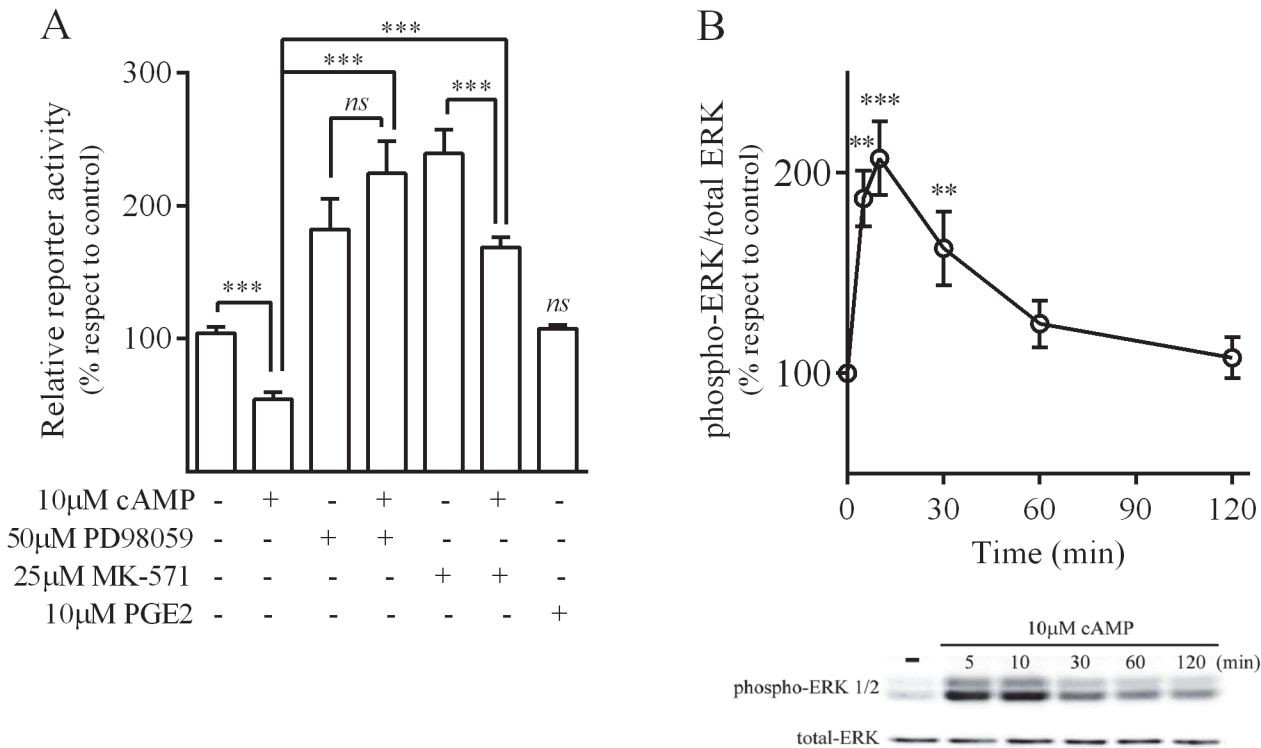 A
Relative reporter activity
(% respect to control)
300
200
100
***
***
***
ns
***
ns
***
10μM cAMP - + - + - + -
50μM PD98059 - - + + - - -
25μM MK-571 - - - - + + -
10μM PGE2 - - - - - - +
B
phospho-ERK/total ERK
(% respect to control)
200
100
**
***
**
0 30 60 90 120
Time (min)
10μM cAMP
- 5 10 30 60 120 (min)
phospho-ERK 1/2
total-ERK